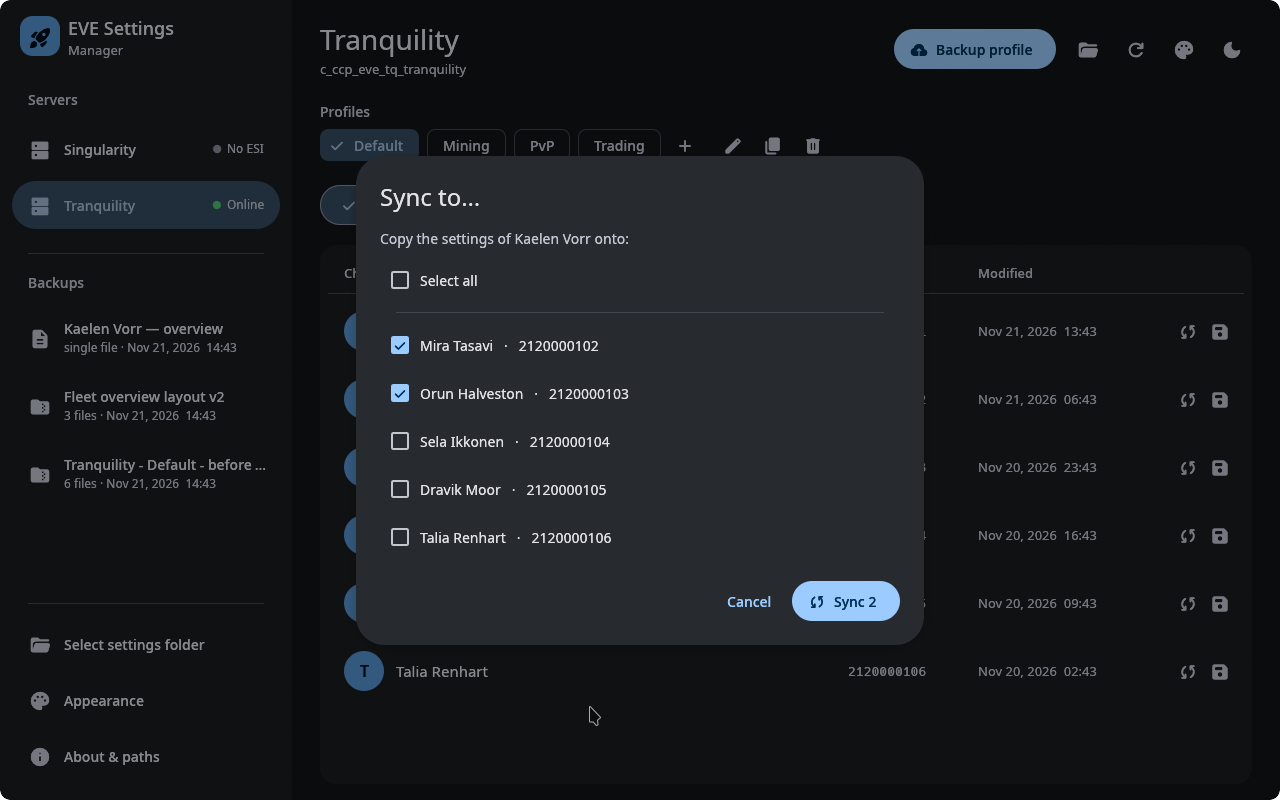 EVE Settings
Manager
Servers
Singularity
No ESI
Tranquility
Online
Backups
Kaelen Vorr — overview
single file · Nov 21, 2026 14:43
Fleet overview layout v2
3 files · Nov 21, 2026 14:43
Tranquility - Default - before ...
6 files · Nov 21, 2026 14:43
Select settings folder
Appearance
About & paths
Tranquility
c_ccp_eve_tq_tranquility
Backup profile
Profiles
Default
Mining
PvP
Trading
Modified
Nov 21, 2026 13:43
Nov 21, 2026 06:43
Nov 20, 2026 23:43
Nov 20, 2026 16:43
Nov 20, 2026 09:43
T
Talia Renhart
2120000106
Nov 20, 2026 02:43
Sync to...
Copy the settings of Kaelen Vorr onto:
Select all
Mira Tasavi · 2120000102
Orun Halveston · 2120000103
Sela Ikkonen · 2120000104
Dravik Moor · 2120000105
Talia Renhart · 2120000106
Cancel
Sync 2